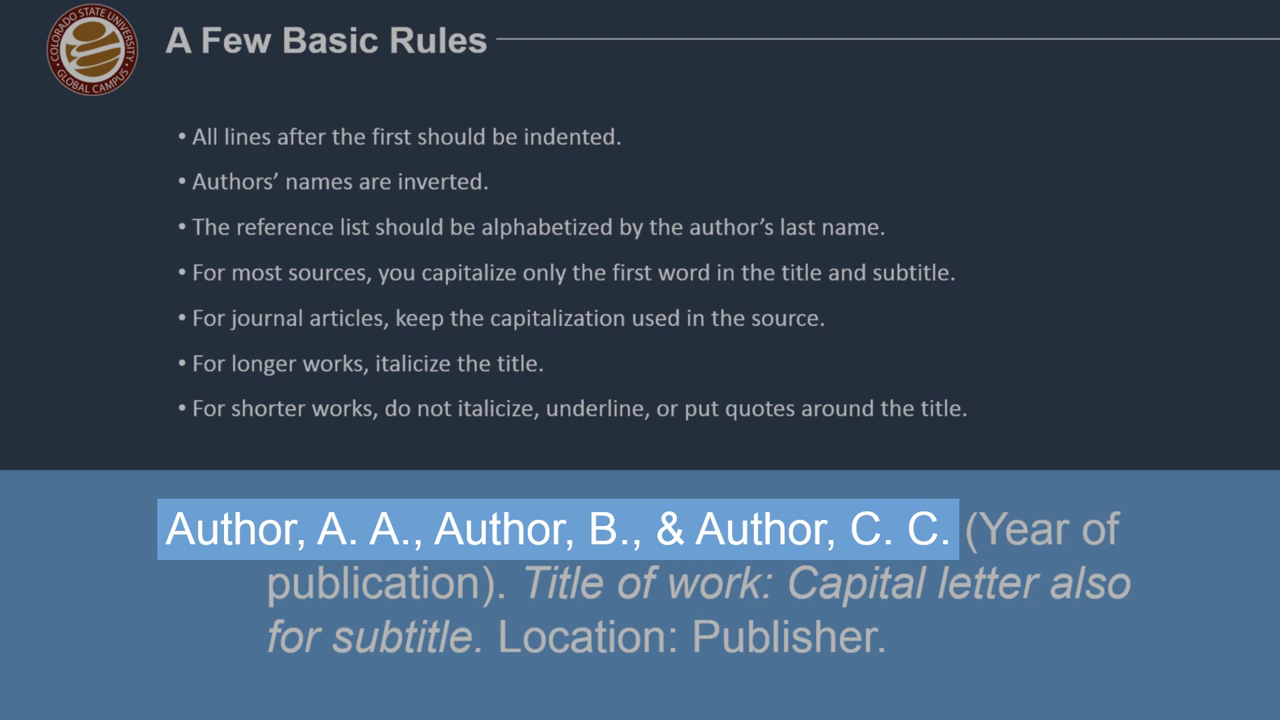 COLORADO STATE UNIVERSITY
GLOBAL CAMPUS
A Few Basic Rules
• All lines after the first should be indented.
• Authors’ names are inverted.
• The reference list should be alphabetized by the author’s last name.
• For most sources, you capitalize only the first word in the title and subtitle.
• For journal articles, keep the capitalization used in the source.
• For longer works, italicize the title.
• For shorter works, do not italicize, underline, or put quotes around the title.
Author, A. A., Author, B., & Author, C. C. (Year of
publication). Title of work: Capital letter also
for subtitle. Location: Publisher.